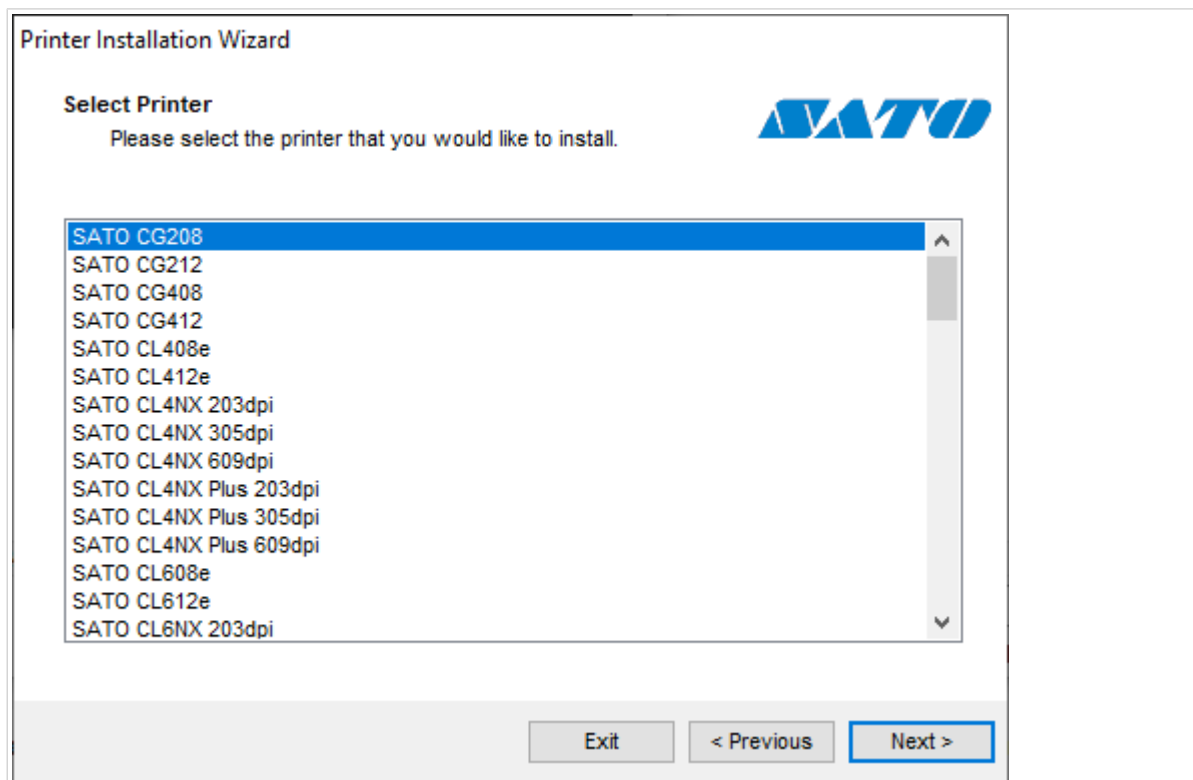 Printer Installation Wizard
Select Printer
Please select the printer that you would like to install.
SATO
SATO CG208
SATO CG212
SATO CG408
SATO CG412
SATO CL408e
SATO CL412e
SATO CL4NX 203dpi
SATO CL4NX 305dpi
SATO CL4NX 609dpi
SATO CL4NX Plus 203dpi
SATO CL4NX Plus 305dpi
SATO CL4NX Plus 609dpi
SATO CL608e
SATO CL612e
SATO CL6NX 203dpi
Exit
< Previous
Next >